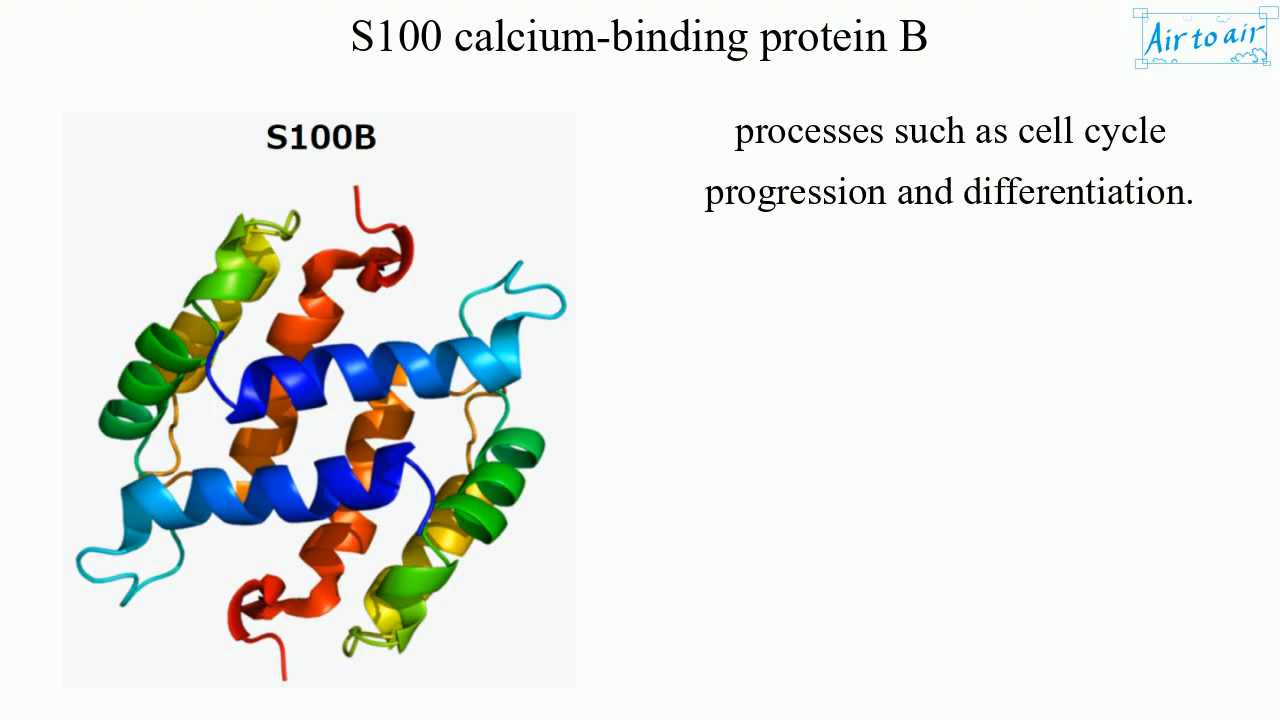 S100 calcium-binding protein B
Air to air
S100B
processes such as cell cycle
progression and differentiation.